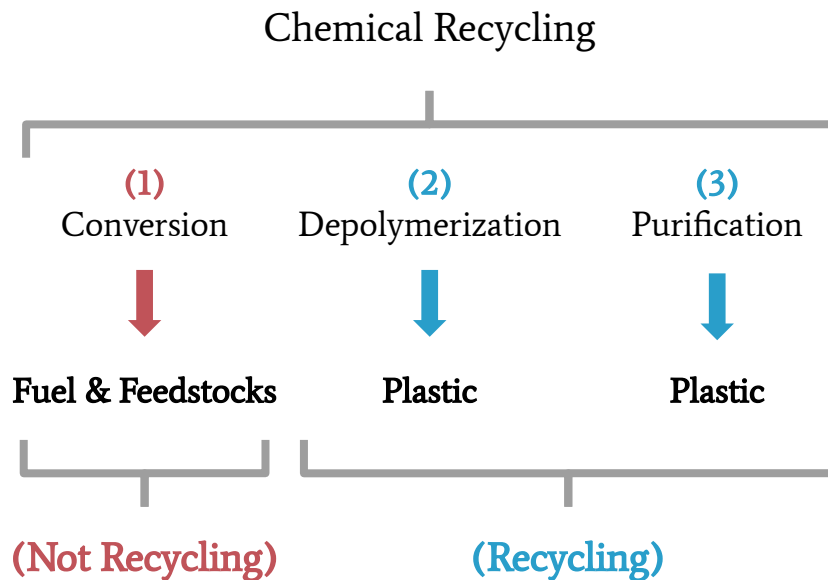 Chemical Recycling
(1)
Conversion
(2)
Depolymerization
(3)
Purification
Fuel & Feedstocks
Plastic
Plastic
(Not Recycling)
(Recycling)